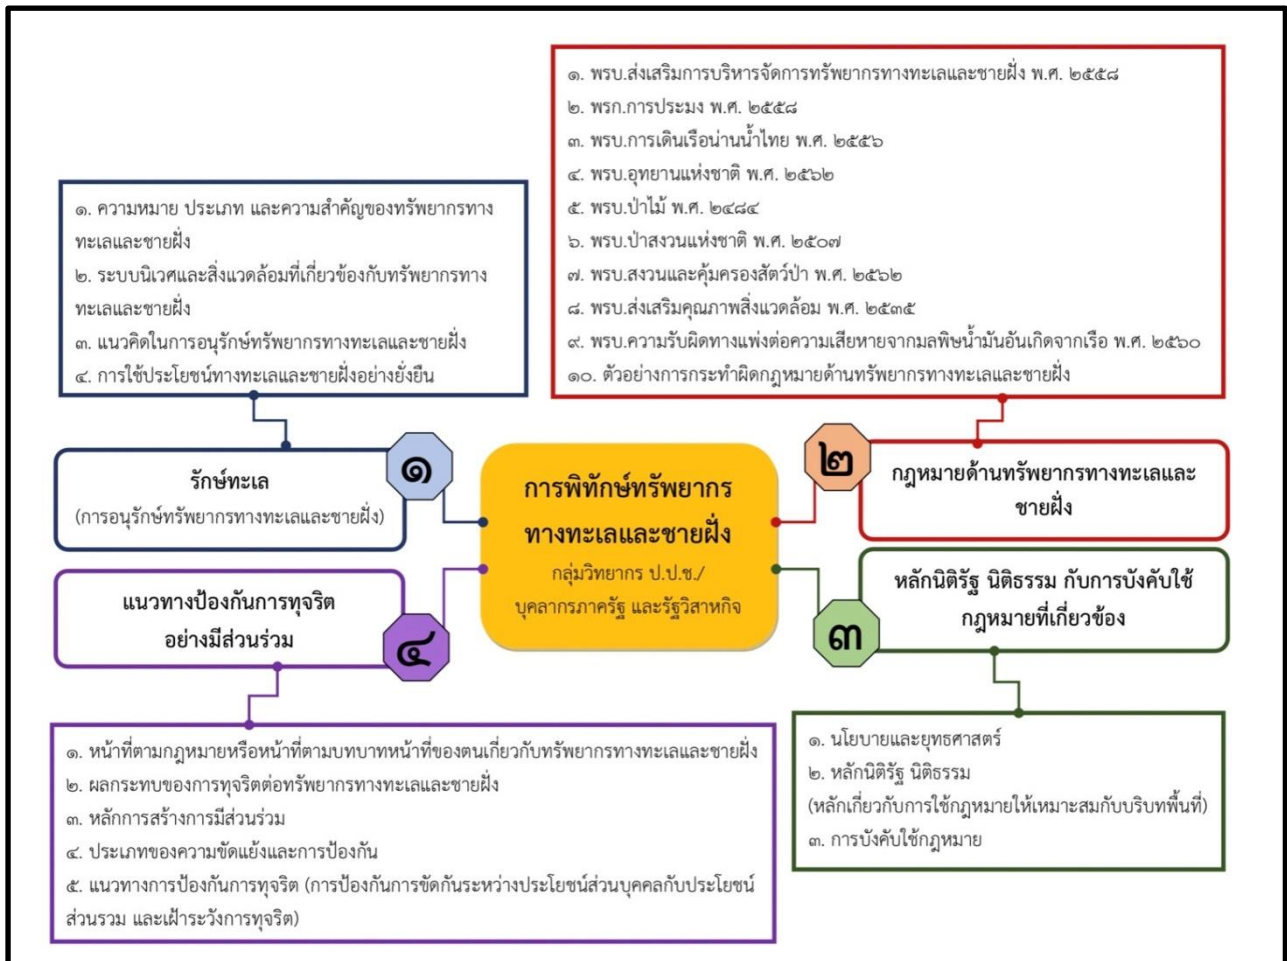 ๑. พรบ.ส่งเสริมการบริหารจัดการทรัพยากรทางทะเลและชายฝั่ง พ.ศ. ๒๕๕๘
๒. พรก.การประมง พ.ศ. ๒๕๕๘
๓. พรบ.การเดินเรือน่านน้ำไทย พ.ศ. ๒๕๕๖
๔. พรบ.อุทยานแห่งชาติ พ.ศ. ๒๕๖๒
๕. พรบ.ป่าไม้ พ.ศ. ๒๔๘๔
๖. พรบ.ป่าสงวนแห่งชาติ พ.ศ. ๒๕๐๗
๗. พรบ.สงวนและคุ้มครองสัตว์ป่า พ.ศ. ๒๕๖๒
๘. พรบ.ส่งเสริมคุณภาพสิ่งแวดล้อม พ.ศ. ๒๕๓๕
๙. พรบ.ความรับผิดทางแพ่งต่อความเสียหายจากมลพิษน้ำมันอันเกิดจากเรือ พ.ศ. ๒๕๖๐
๑๐. ตัวอย่างการกระทำผิดกฎหมายด้านทรัพยากรทางทะเลและชายฝั่ง
๑. ความหมาย ประเภท และความสำคัญของทรัพยากรทาง
ทะเลและชายฝั่ง
๒. ระบบนิเวศและสิ่งแวดล้อมที่เกี่ยวข้องกับทรัพยากรทาง
ทะเลและชายฝั่ง
๓. แนวคิดในการอนุรักษ์ทรัพยากรทางทะเลและชายฝั่ง
๔. การใช้ประโยชน์ทางทะเลและชายฝั่งอย่างยั่งยืน
รักษ์ทะเล
(การอนุรักษ์ทรัพยากรทางทะเลและชายฝั่ง)
๑
การพิทักษ์ทรัพยากร
ทางทะเลและชายฝั่ง
กลุ่มวิทยากร ป.ป.ช./
บุคลากรภาครัฐ และรัฐวิสาหกิจ
๒
กฎหมายด้านทรัพยากรทางทะเลและ
ชายฝั่ง
แนวทางป้องกันการทุจริต
อย่างมีส่วนร่วม
๔
๓
หลักนิติรัฐ นิติธรรม กับการบังคับใช้
กฎหมายที่เกี่ยวข้อง
๑. หน้าที่ตามกฎหมายหรือหน้าที่ตามบทบาทหน้าที่ของตนเกี่ยวกับทรัพยากรทางทะเลและชายฝั่ง
๒. ผลกระทบของการทุจริตต่อทรัพยากรทางทะเลและชายฝั่ง
๓. หลักการสร้างการมีส่วนร่วม
๔. ประเภทของความขัดแย้งและการป้องกัน
๕. แนวทางการป้องกันการทุจริต (การป้องกันการขัดกันระหว่างประโยชน์ส่วนบุคคลกับประโยชน์
ส่วนรวม และเฝ้าระวังการทุจริต)
๑. นโยบายและยุทธศาสตร์
๒. หลักนิติรัฐ นิติธรรม
(หลักเกี่ยวกับการใช้กฎหมายให้เหมาะสมกับบริบทพื้นที่)
๓. การบังคับใช้กฎหมาย